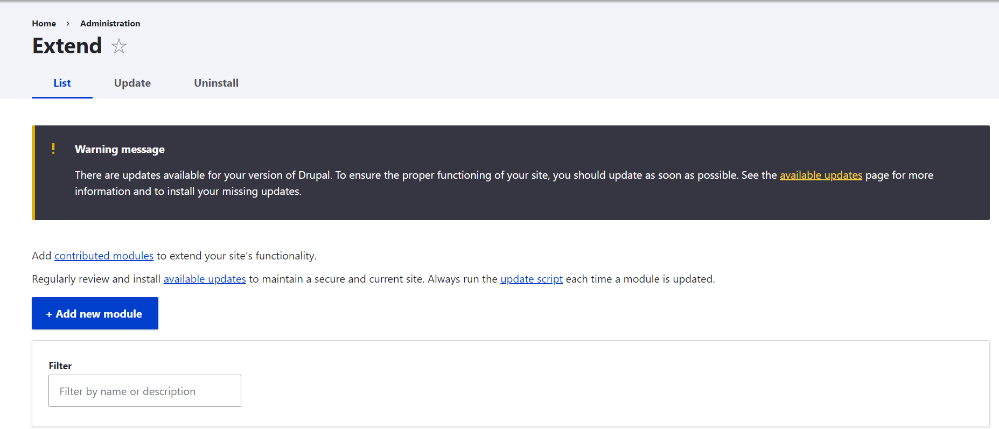 Home > Administration
Extend
List Update Uninstall
! Warning message
There are updates available for your version of Drupal. To ensure the proper functioning of your site, you should update as soon as possible. See the available updates page for more
information and to install your missing updates.
Add contributed modules to extend your site's functionality.
Regularly review and install available updates to maintain a secure and current site. Always run the update script each time a module is updated.
+ Add new module
Filter
Filter by name or description